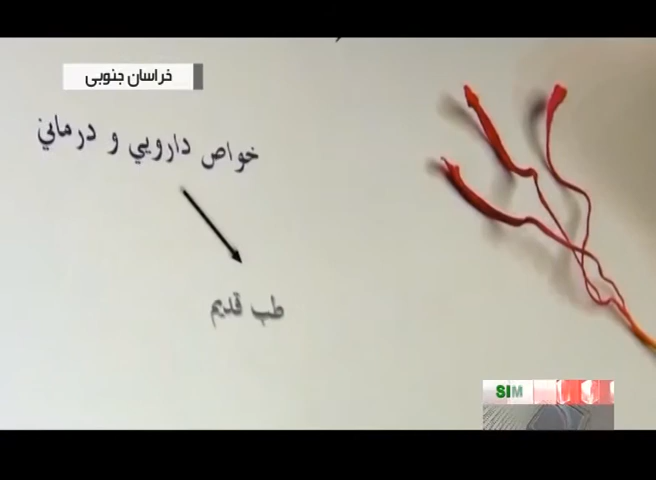 خراسان جنوبی
خواص دارويي و درماني
طب قديم
SIM